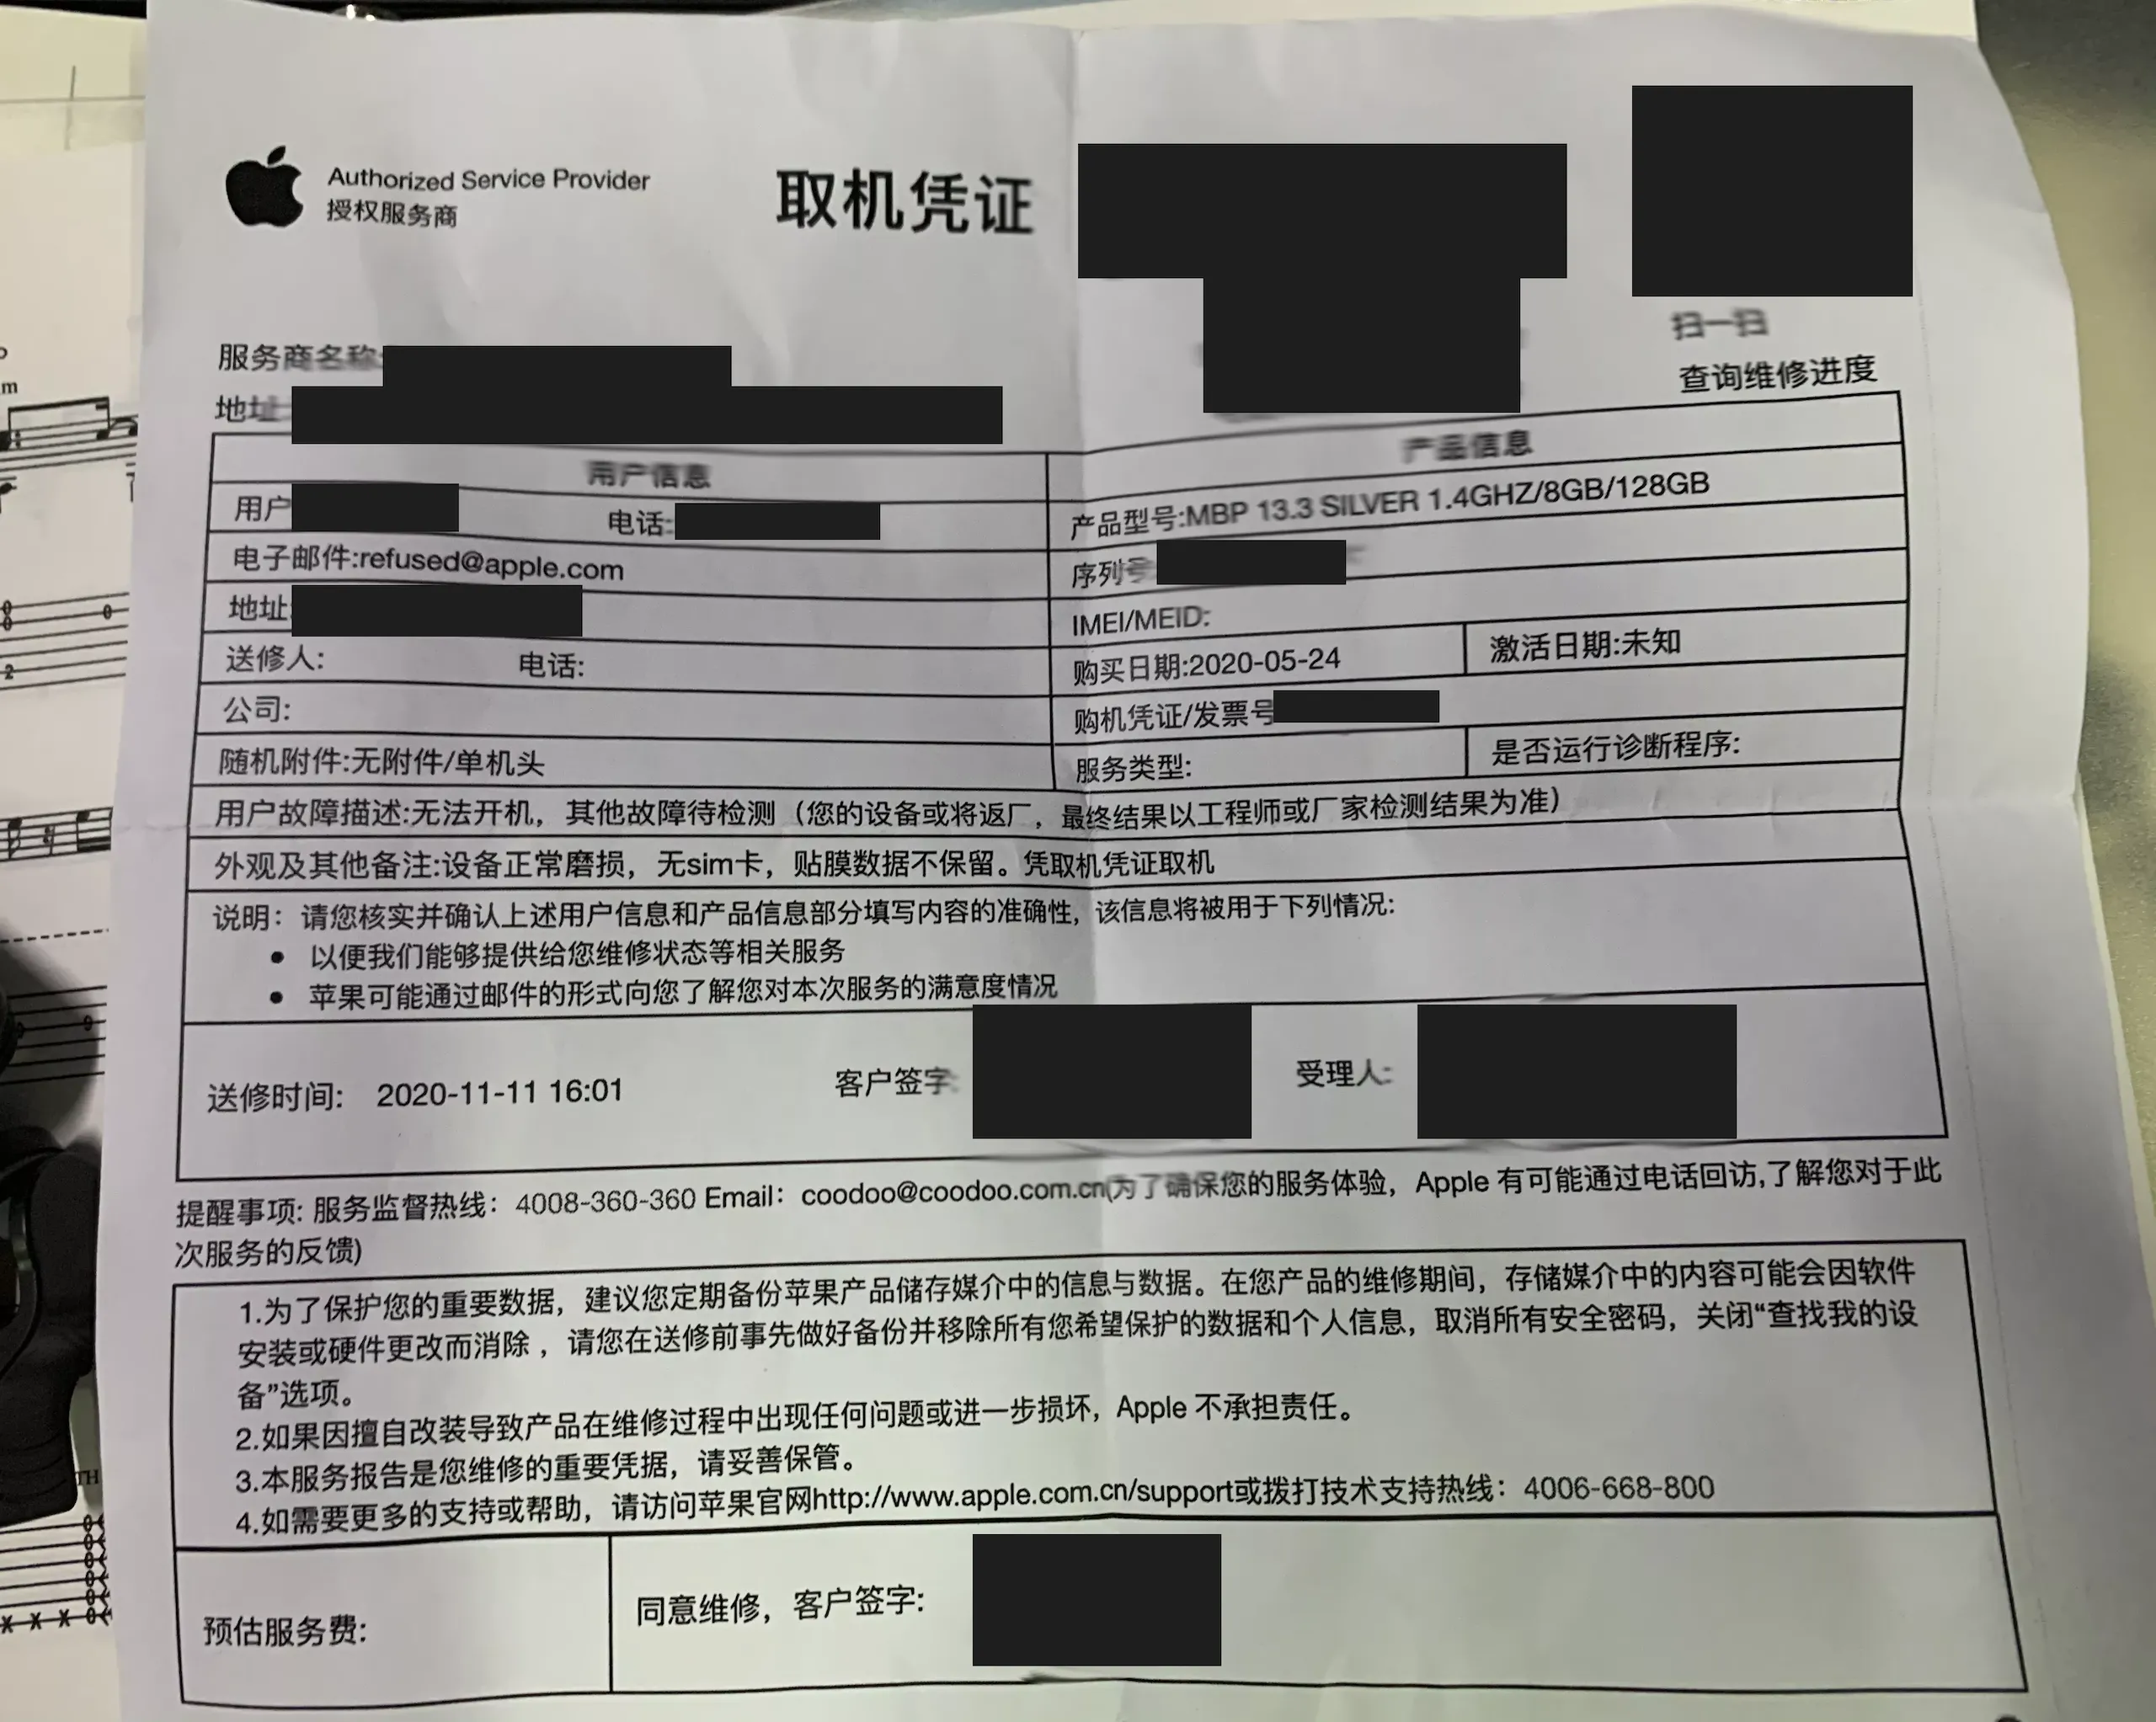 Authorized Service Provider
授权服务商
取机凭证
扫一扫
查询维修进度
服务商名称:
地址:
用户信息
产品信息
用户
电话:
产品型号:MBP 13.3 SILVER 1.4GHZ/8GB/128GB
电子邮件:refused@apple.com
序列号
地址:
IMEI/MEID:
送修人:
电话:
购买日期:2020-05-24
激活日期:未知
公司:
购机凭证/发票号
随机附件:无附件/单机头
服务类型:
是否运行诊断程序:
用户故障描述:无法开机，其他故障待检测（您的设备或将返厂，最终结果以工程师或厂家检测结果为准）
外观及其他备注:设备正常磨损，无sim卡，贴膜数据不保留。凭取机凭证取机
说明：请您核实并确认上述用户信息和产品信息部分填写内容的准确性，该信息将被用于下列情况:
• 以便我们能够提供给您维修状态等相关服务
• 苹果可能通过邮件的形式向您了解您对本次服务的满意度情况
送修时间: 2020-11-11 16:01
客户签字:
受理人:
提醒事项: 服务监督热线：4008-360-360 Email：coodoo@coodoo.com.cn(为了确保您的服务体验，Apple 有可能通过电话回访,了解您对于此
次服务的反馈)
1.为了保护您的重要数据，建议您定期备份苹果产品储存媒介中的信息与数据。在您产品的维修期间，存储媒介中的内容可能会因软件
安装或硬件更改而消除，请您在送修前事先做好备份并移除所有您希望保护的数据和个人信息，取消所有安全密码，关闭“查找我的设
备”选项。
2.如果因擅自改装导致产品在维修过程中出现任何问题或进一步损坏，Apple 不承担责任。
3.本服务报告是您维修的重要凭据，请妥善保管。
4.如需要更多的支持或帮助，请访问苹果官网http://www.apple.com.cn/support或拨打技术支持热线：4006-668-800
预估服务费:
同意维修，客户签字: